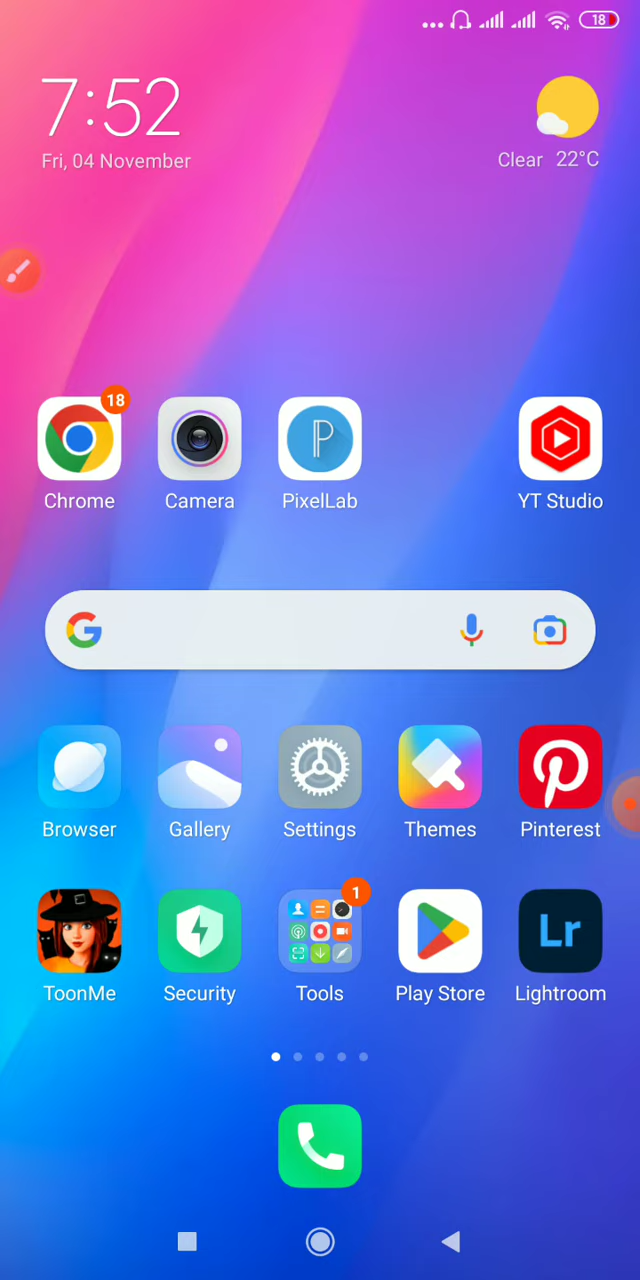 18
7:52
Fri, 04 November
Clear 22°C
18
Chrome
Camera
PixelLab
YT Studio
Browser
Gallery
Settings
Themes
Pinterest
1
Lr
ToonMe
Security
Tools
Play Store
Lightroom